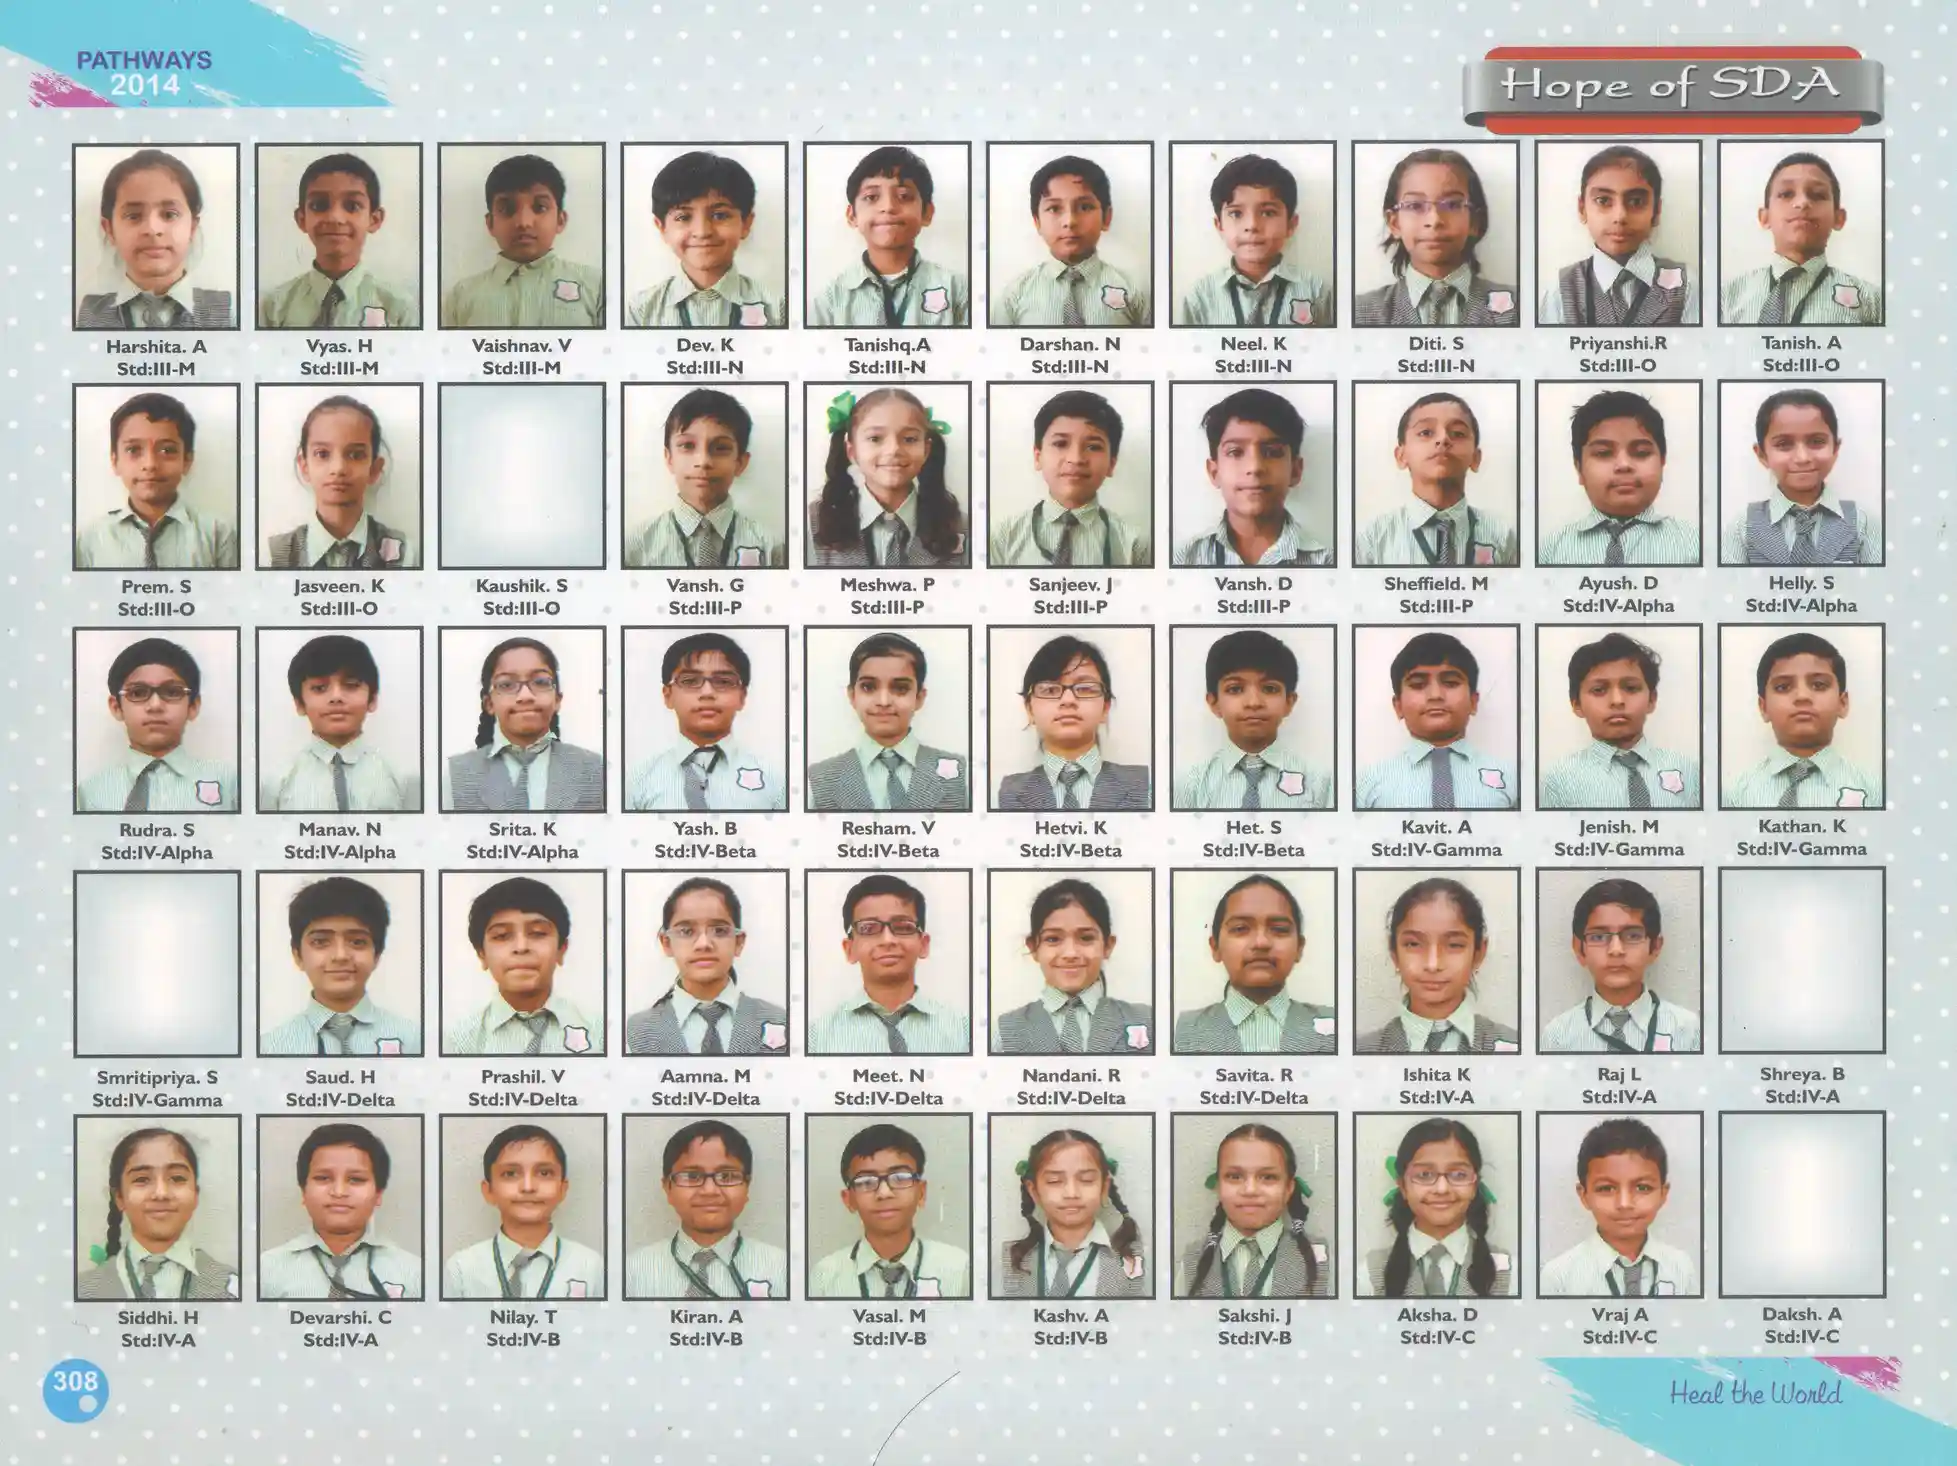 PATHWAYS
2014
Hope of SDA
Harshita. A
Std:III-M
Vyas. H
Std:III-M
Vaishnav. V
Std:III-M
Dev. K
Std:III-N
Tanishq.A
Std:III-N
Darshan. N
Std:III-N
Neel. K
Std:III-N
Diti. S
Std:III-N
Priyanshi.R
Std:III-O
Tanish. A
Std:III-O
Prem. S
Std:III-O
Jasveen. K
Std:III-O
Kaushik. S
Std:III-O
Vansh. G
Std:III-P
Meshwa. P
Std:III-P
Sanjeev. J
Std:III-P
Vansh. D
Std:III-P
Sheffield. M
Std:III-P
Ayush. D
Std:IV-Alpha
Helly. S
Std:IV-Alpha
Rudra. S
Std:IV-Alpha
Manav. N
Std:IV-Alpha
Srita. K
Std:IV-Alpha
Yash. B
Std:IV-Beta
Resham. V
Std:IV-Beta
Hetvi. K
Std:IV-Beta
Het. S
Std:IV-Beta
Kavit. A
Std:IV-Gamma
Jenish. M
Std:IV-Gamma
Kathan. K
Std:IV-Gamma
Smritipriya. S
Std:IV-Gamma
Saud. H
Std:IV-Delta
Prashil. V
Std:IV-Delta
Aamna. M
Std:IV-Delta
Meet. N
Std:IV-Delta
Nandani. R
Std:IV-Delta
Savita. R
Std:IV-Delta
Ishita K
Std:IV-A
Raj L
Std:IV-A
Shreya. B
Std:IV-A
Siddhi. H
Std:IV-A
Devarshi. C
Std:IV-A
Nilay. T
Std:IV-B
Kiran. A
Std:IV-B
Vasal. M
Std:IV-B
Kashv. A
Std:IV-B
Sakshi. J
Std:IV-B
Aksha. D
Std:IV-C
Vraj A
Std:IV-C
Daksh. A
Std:IV-C
308
Heal the World